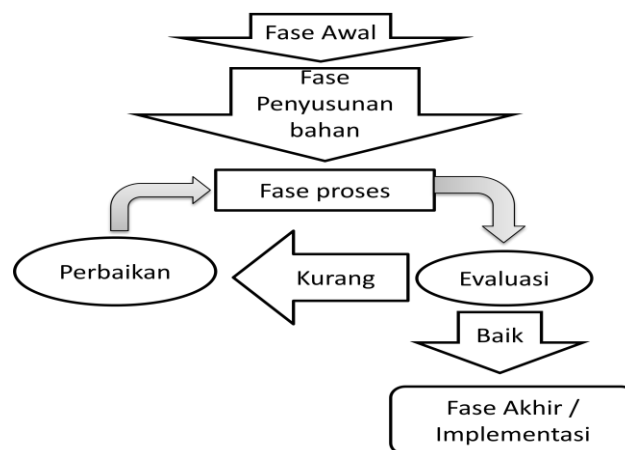 Fase Awal
Fase
Penyusunan
bahan
Fase proses
Perbaikan
Kurang
Evaluasi
Baik
Fase Akhir /
Implementasi